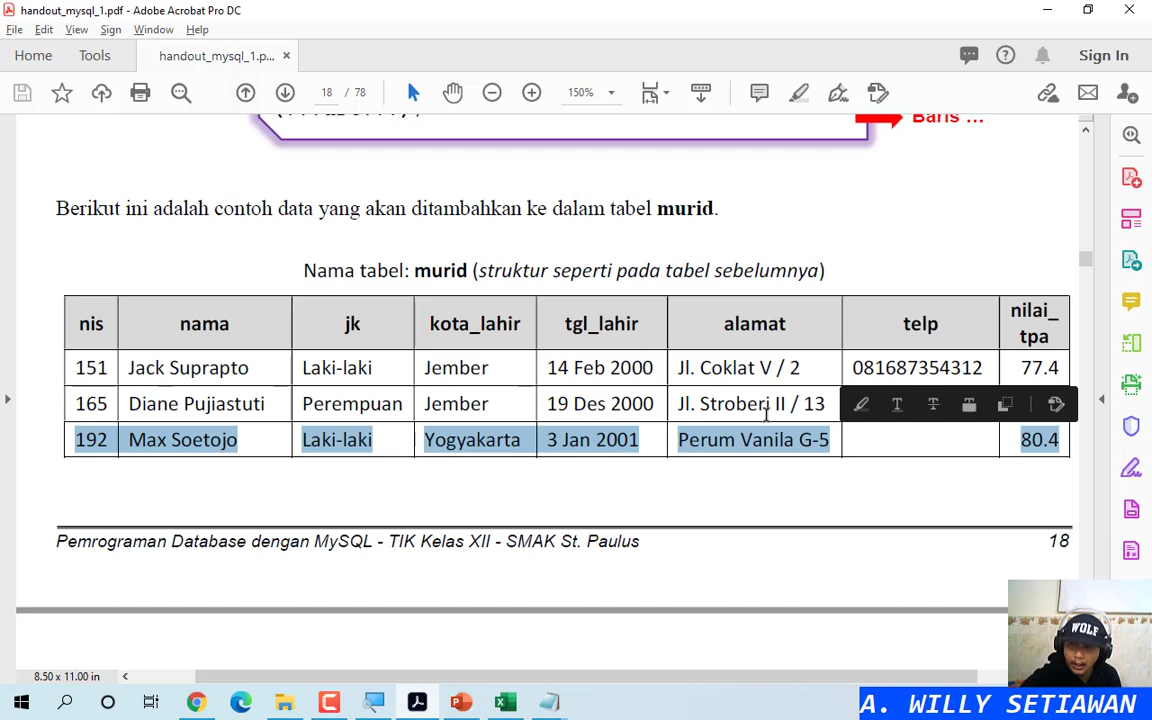 handout_mysql_1.pdf - Adobe Acrobat Pro DC
File Edit View Sign Window Help
Home Tools handout_mysql_1.p... × Sign In
18 / 78 150%
Baris ...
Berikut ini adalah contoh data yang akan ditambahkan ke dalam tabel murid.
Nama tabel: murid (struktur seperti pada tabel sebelumnya)
nis nama jk kota_lahir tgl_lahir alamat telp nilai_
tpa
151 Jack Suprapto Laki-laki Jember 14 Feb 2000 Jl. Coklat V / 2 081687354312 77.4
165 Diane Pujiastuti Perempuan Jember 19 Des 2000 Jl. Stroberi II / 13
192 Max Soetojo Laki-laki Yogyakarta 3 Jan 2001 Perum Vanila G-5 80.4
Pemrograman Database dengan MySQL - TIK Kelas XII - SMAK St. Paulus 18
WOLF
8.50 x 11.00 in
A. WILLY SETIAWAN